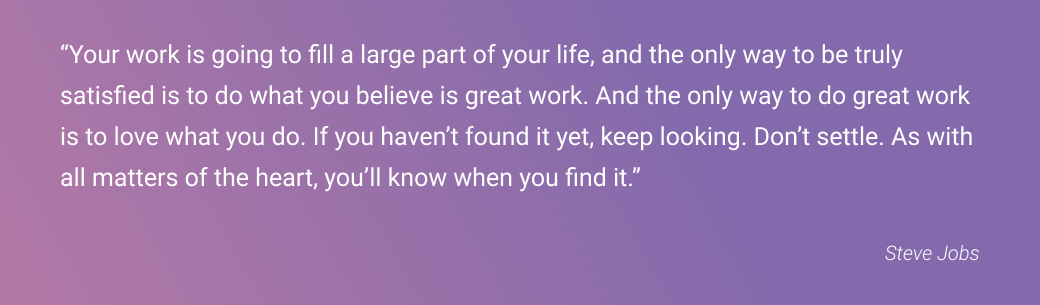 “Your work is going to fill a large part of your life, and the only way to be truly
satisfied is to do what you believe is great work. And the only way to do great work
is to love what you do. If you haven’t found it yet, keep looking. Don’t settle. As with
all matters of the heart, you’ll know when you find it.”
Steve Jobs